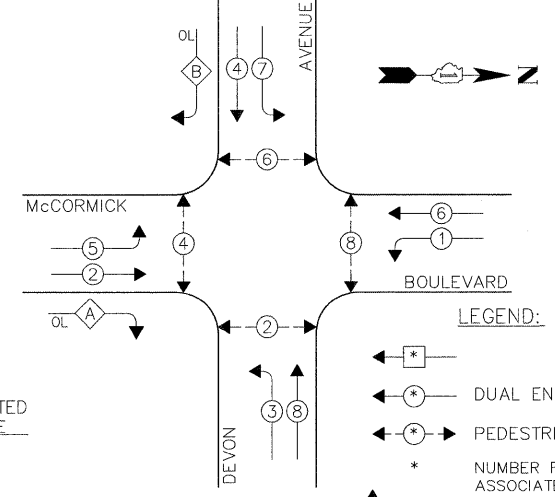 OL
B
4
7
AVENUE
N
6
McCORMICK
5
2
4
8
6
1
BOULEVARD
OL
A
2
LEGEND:
*
* DUAL EN
* PEDESTRI
* NUMBER
ASSOCIATE
3
8
DEVON
TED